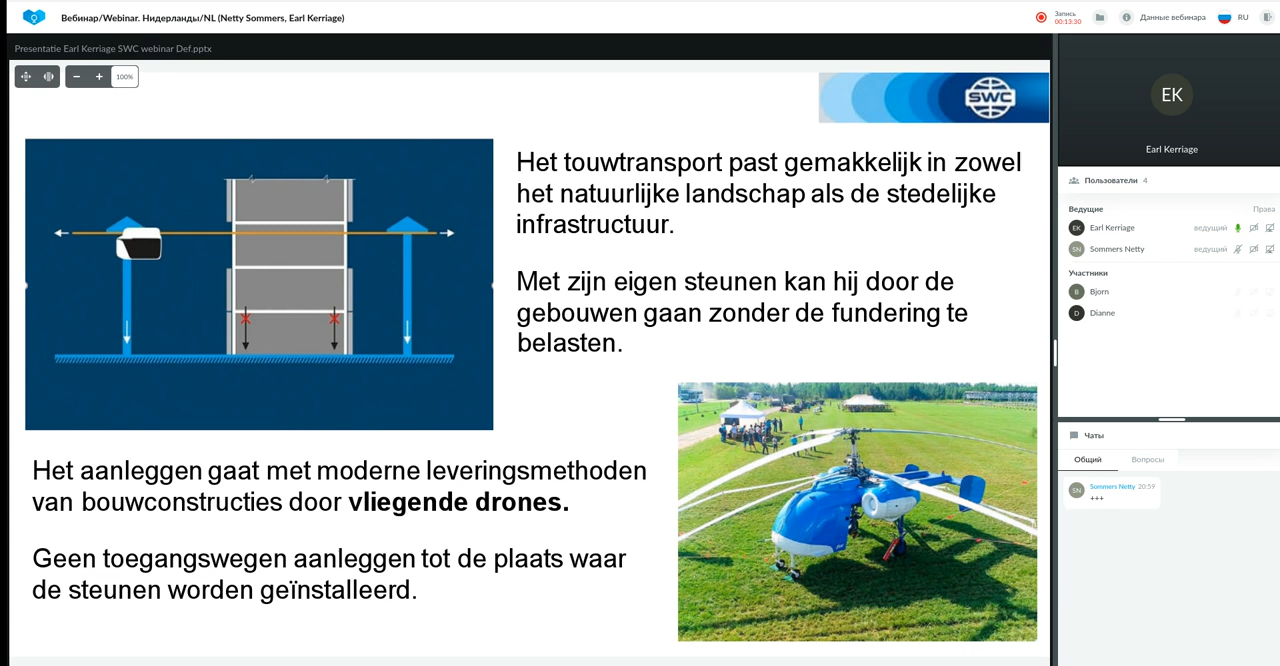 Вебинар/Webinar. Нидерланды/NL (Netty Sommers, Earl Kerriage)
Запись
00:13:30
Данные вебинара
RU
Presentatie Earl Kerriage SWC webinar Def.pptx
100%
SWC
Het touwtransport past gemakkelijk in zowel
het natuurlijke landschap als de stedelijke
infrastructuur.
Met zijn eigen steunen kan hij door de
gebouwen gaan zonder de fundering te
belasten.
Het aanleggen gaat met moderne leveringsmethoden
van bouwconstructies door vliegende drones.
Geen toegangswegen aanleggen tot de plaats waar
de steunen worden geïnstalleerd.
EK
Earl Kerriage
Пользователи 4
Ведущие Права
EK Earl Kerriage ведущий
SN Sommers Netty ведущий
Участники
B Bjorn
D Dianne
Чаты
Общий Вопросы
SN Sommers Netty 20:59
+++